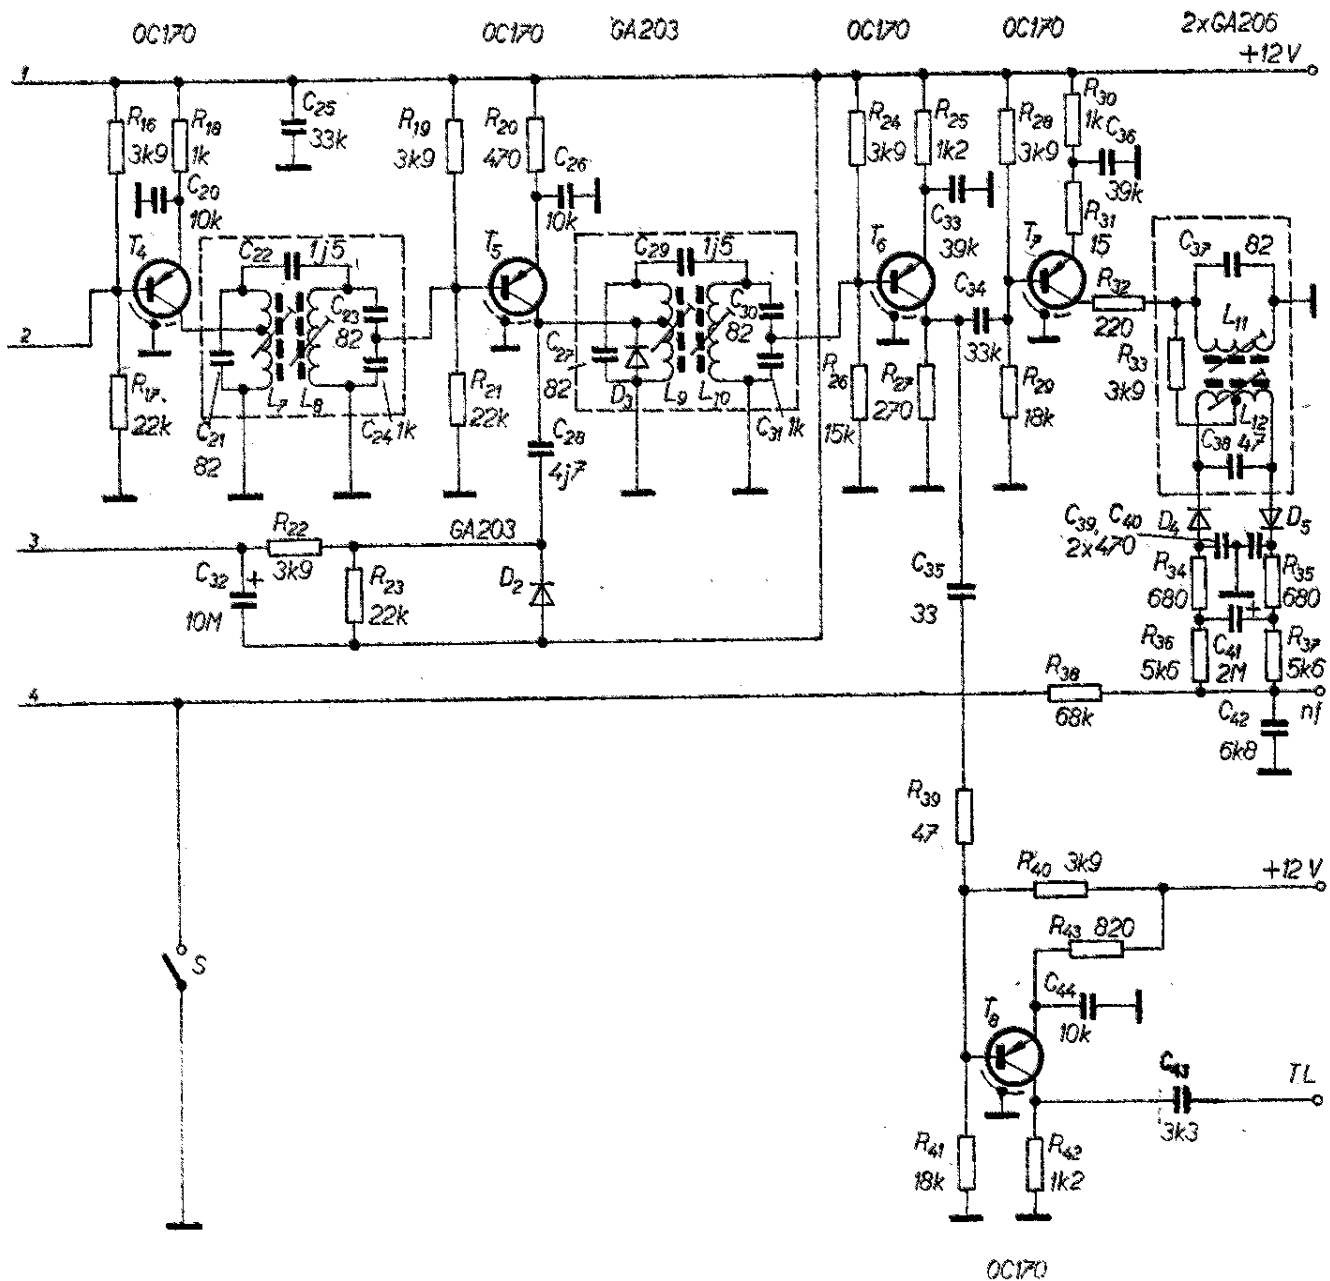 OC170
OC170
GA203
OC170
OC170
2xGA206
+12V
1
R16
3k9
R18
1k
C25
33k
C20
10k
T4
R19
3k9
R20
470
C26
10k
T5
R24
3k9
R25
1k2
C33
39k
T6
R28
3k9
R30
1k
C36
39k
R31
15
T7
C22
1j5
C23
82
C29
1j5
C30
82
C34
33k
R32
220
C37
82
L11
R33
3k9
L12
C38
47
2
R17
22k
C21
82
L7
L8
C24
1k
R21
22k
C27
82
D3
L9
L10
C31
1k
C28
4j7
R26
15k
R27
270
R29
18k
3
R22
3k9
GA203
C32
+
10M
R23
22k
D2
C35
33
C39,
C40
2x470
D4
D5
R34
680
R35
680
+
R36
5k6
C41
2M
R37
5k6
4
R38
68k
nf
C42
6k8
R39
47
R40
3k9
+12V
R43
820
S
C44
10k
T8
C43
3k3
TL
R41
18k
R42
1k2
OC170